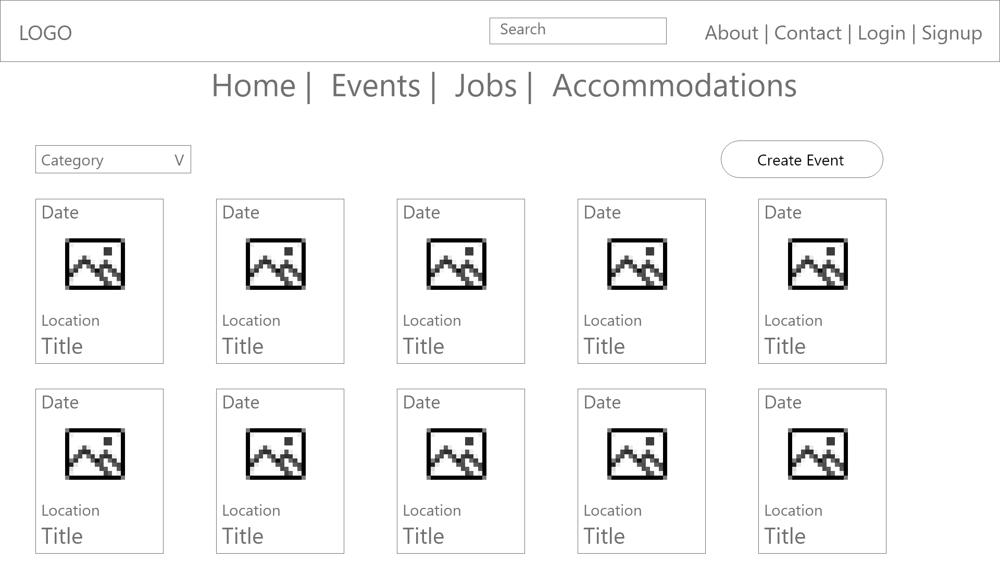 LOGO
Search
About | Contact | Login | Signup
Home | Events | Jobs | Accommodations
Category V
Create Event
Date Date Date Date Date
Location Location Location Location Location
Title Title Title Title Title
Date Date Date Date Date
Location Location Location Location Location
Title Title Title Title Title